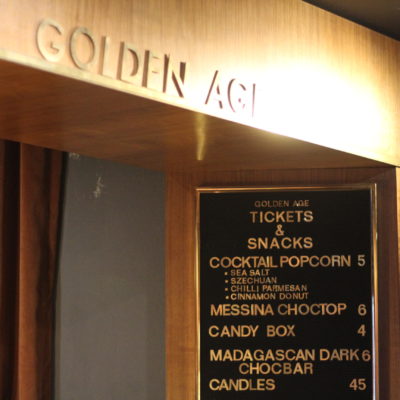 GOLDEN AGE
GOLDEN AGE
TICKETS
&
SNACKS
COCKTAIL POPCORN 5
• SEA SALT
• SZECHUAN
• CHILLI PARMESAN
• CINNAMON DONUT
MESSINA CHOCTOP 6
CANDY BOX 4
MADAGASCAN DARK 6
CHOCBAR
CANDLES 45